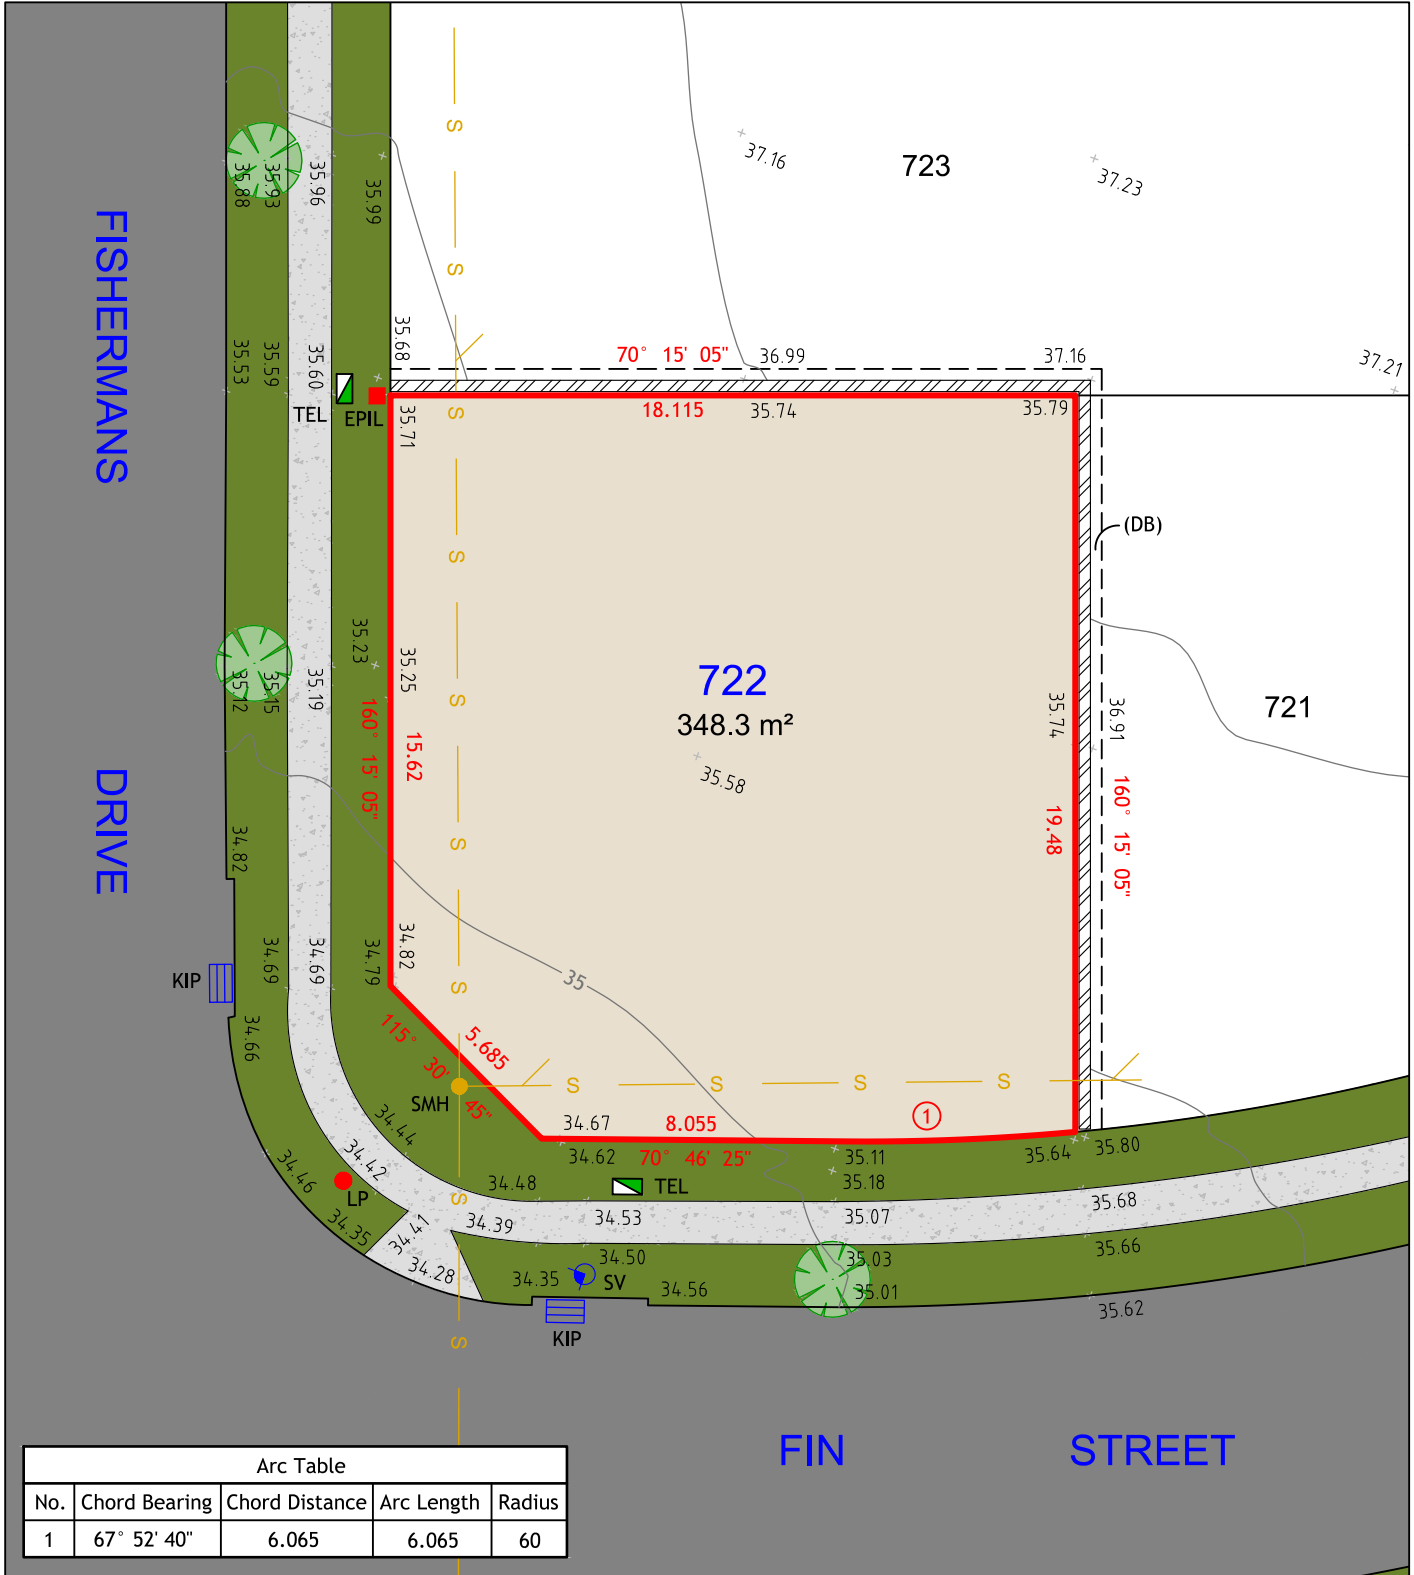 FISHERMANS
DRIVE
FIN STREET
723
37.16
37.23
37.21
S
S
35.88
35.93
35.96
35.99
35.53
35.59
35.60
35.68
70° 15' 05"
36.99
37.16
TEL
EPIL
35.71
S
18.115
35.74
35.79
(DB)
S
S
S
S
35.23
35.25
35.12
35.15
35.19
160° 15' 05"
15.62
722
348.3 m²
35.58
35.74
36.91
721
19.48
160° 15' 05"
34.82
34.69
34.69
34.79
34.82
35
KIP
34.66
115° 30' 45"
5.685
SMH
S
S
S
S
1
34.67
8.055
34.44
34.62
70° 46' 25"
35.11
35.64
35.80
34.46
34.42
LP
34.48
TEL
35.18
34.35
34.41
34.39
34.53
35.07
35.68
34.28
34.50
35.03
35.66
34.35
SV
34.56
35.01
35.62
KIP
S
S
Arc Table
No. Chord Bearing Chord Distance Arc Length Radius
1 67° 52' 40" 6.065 6.065 60